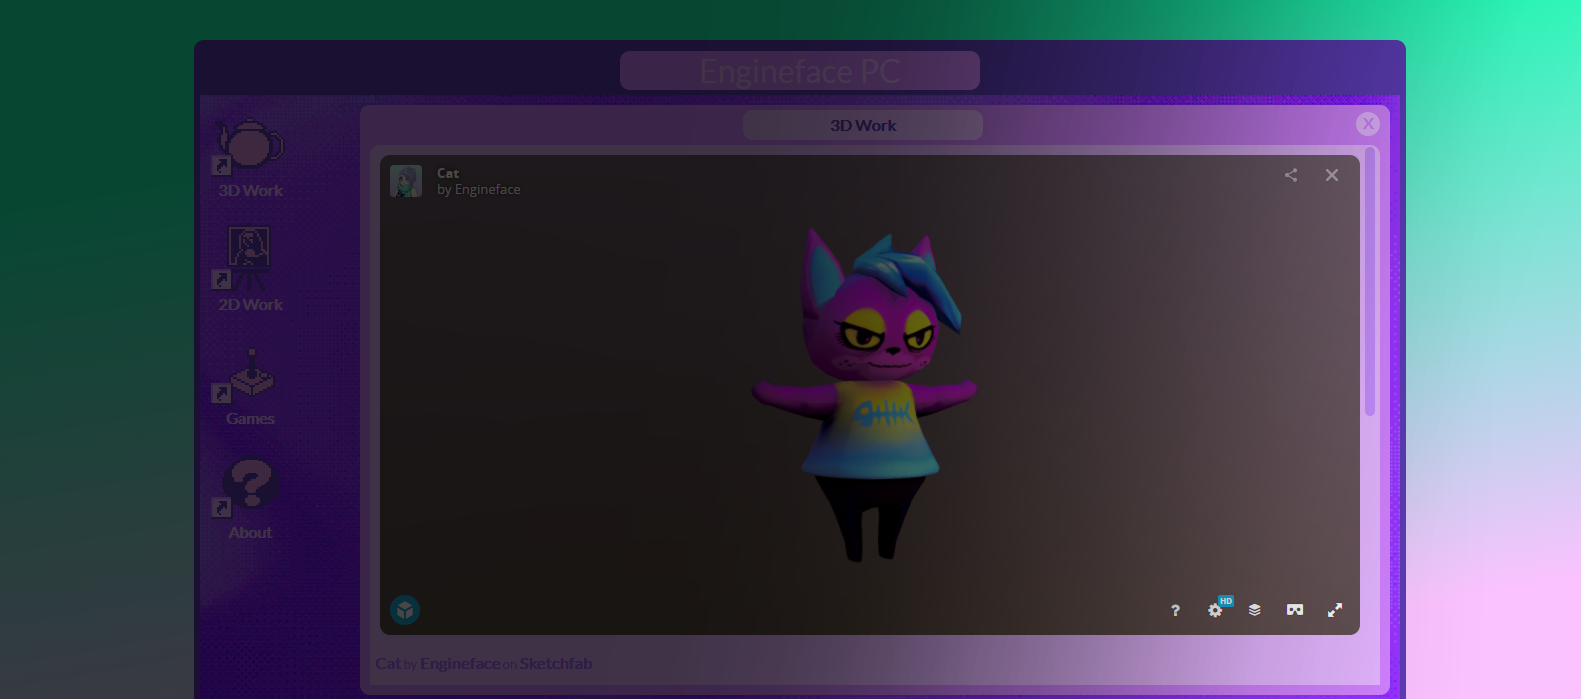 Engineface PC
3D Work
X
3D Work
Cat
by Engineface
2D Work
Games
About
?
HD
Cat by Engineface on Sketchfab